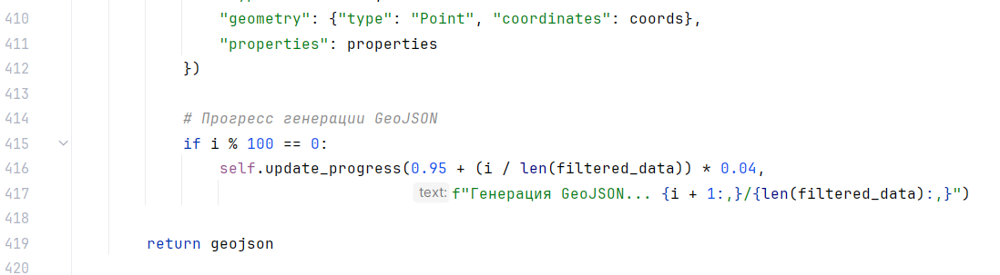 410 "geometry": {"type": "Point", "coordinates": coords},
411 "properties": properties
412 })
413
414 # Прогресс генерации GeoJSON
415 if i % 100 == 0:
416 self.update_progress(0.95 + (i / len(filtered_data)) * 0.04,
417 text: f"Генерация GeoJSON... {i + 1:,}/{len(filtered_data):,}")
418
419 return geojson
420